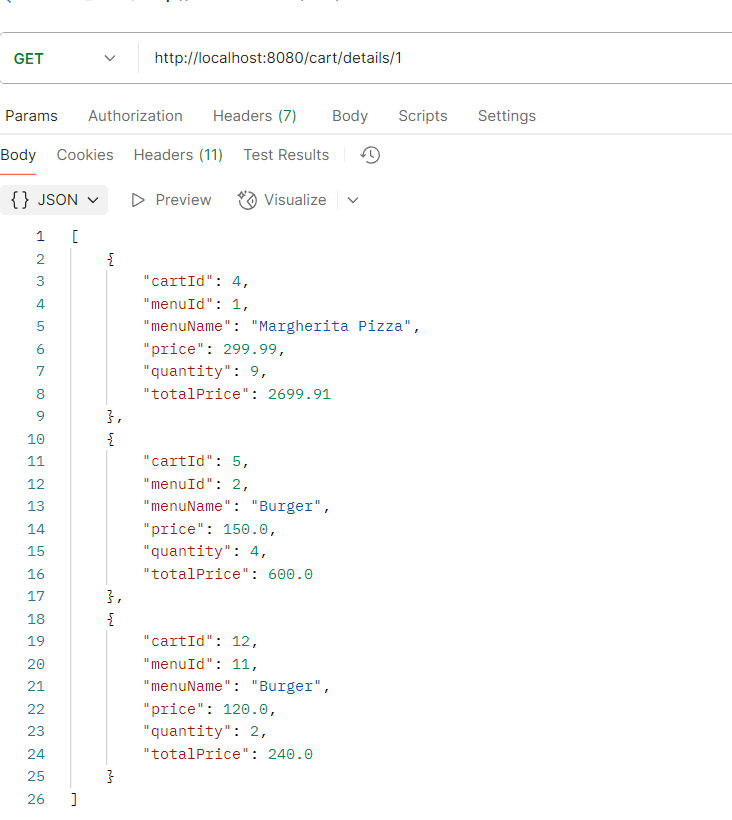 GET http://localhost:8080/cart/details/1
Params Authorization Headers (7) Body Scripts Settings
Body Cookies Headers (11) Test Results
{} JSON Preview Visualize
1 [
2 {
3 "cartId": 4,
4 "menuId": 1,
5 "menuName": "Margherita Pizza",
6 "price": 299.99,
7 "quantity": 9,
8 "totalPrice": 2699.91
9 },
10 {
11 "cartId": 5,
12 "menuId": 2,
13 "menuName": "Burger",
14 "price": 150.0,
15 "quantity": 4,
16 "totalPrice": 600.0
17 },
18 {
19 "cartId": 12,
20 "menuId": 11,
21 "menuName": "Burger",
22 "price": 120.0,
23 "quantity": 2,
24 "totalPrice": 240.0
25 }
26 ]